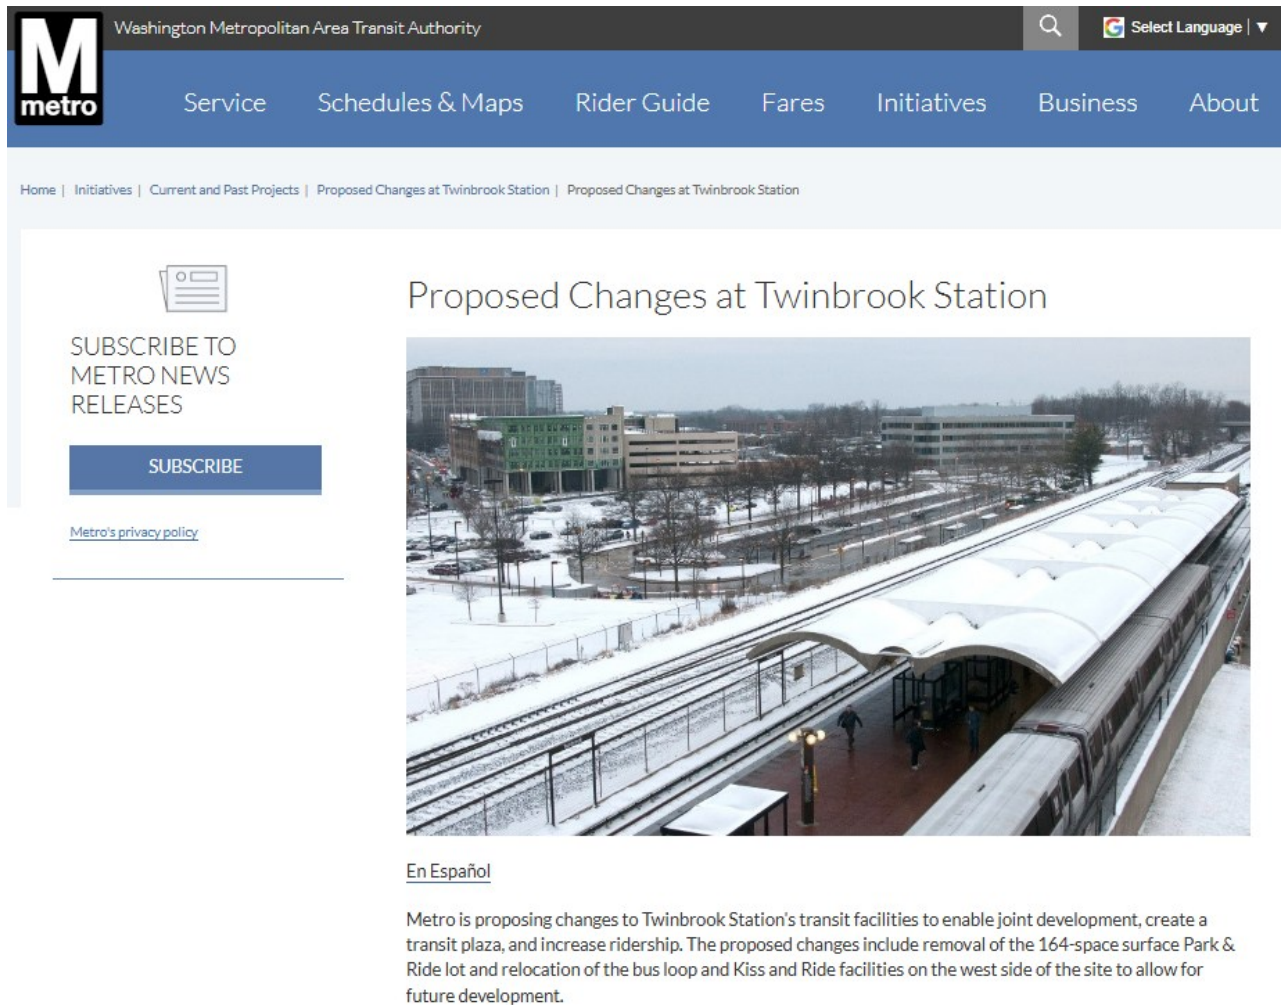 Washington Metropolitan Area Transit Authority
Select Language | ▼
M
metro
Service
Schedules & Maps
Rider Guide
Fares
Initiatives
Business
About
Home | Initiatives | Current and Past Projects | Proposed Changes at Twinbrook Station | Proposed Changes at Twinbrook Station
SUBSCRIBE TO
METRO NEWS
RELEASES
SUBSCRIBE
Metro's privacy policy
Proposed Changes at Twinbrook Station
En Español
Metro is proposing changes to Twinbrook Station's transit facilities to enable joint development, create a
transit plaza, and increase ridership. The proposed changes include removal of the 164-space surface Park &
Ride lot and relocation of the bus loop and Kiss and Ride facilities on the west side of the site to allow for
future development.